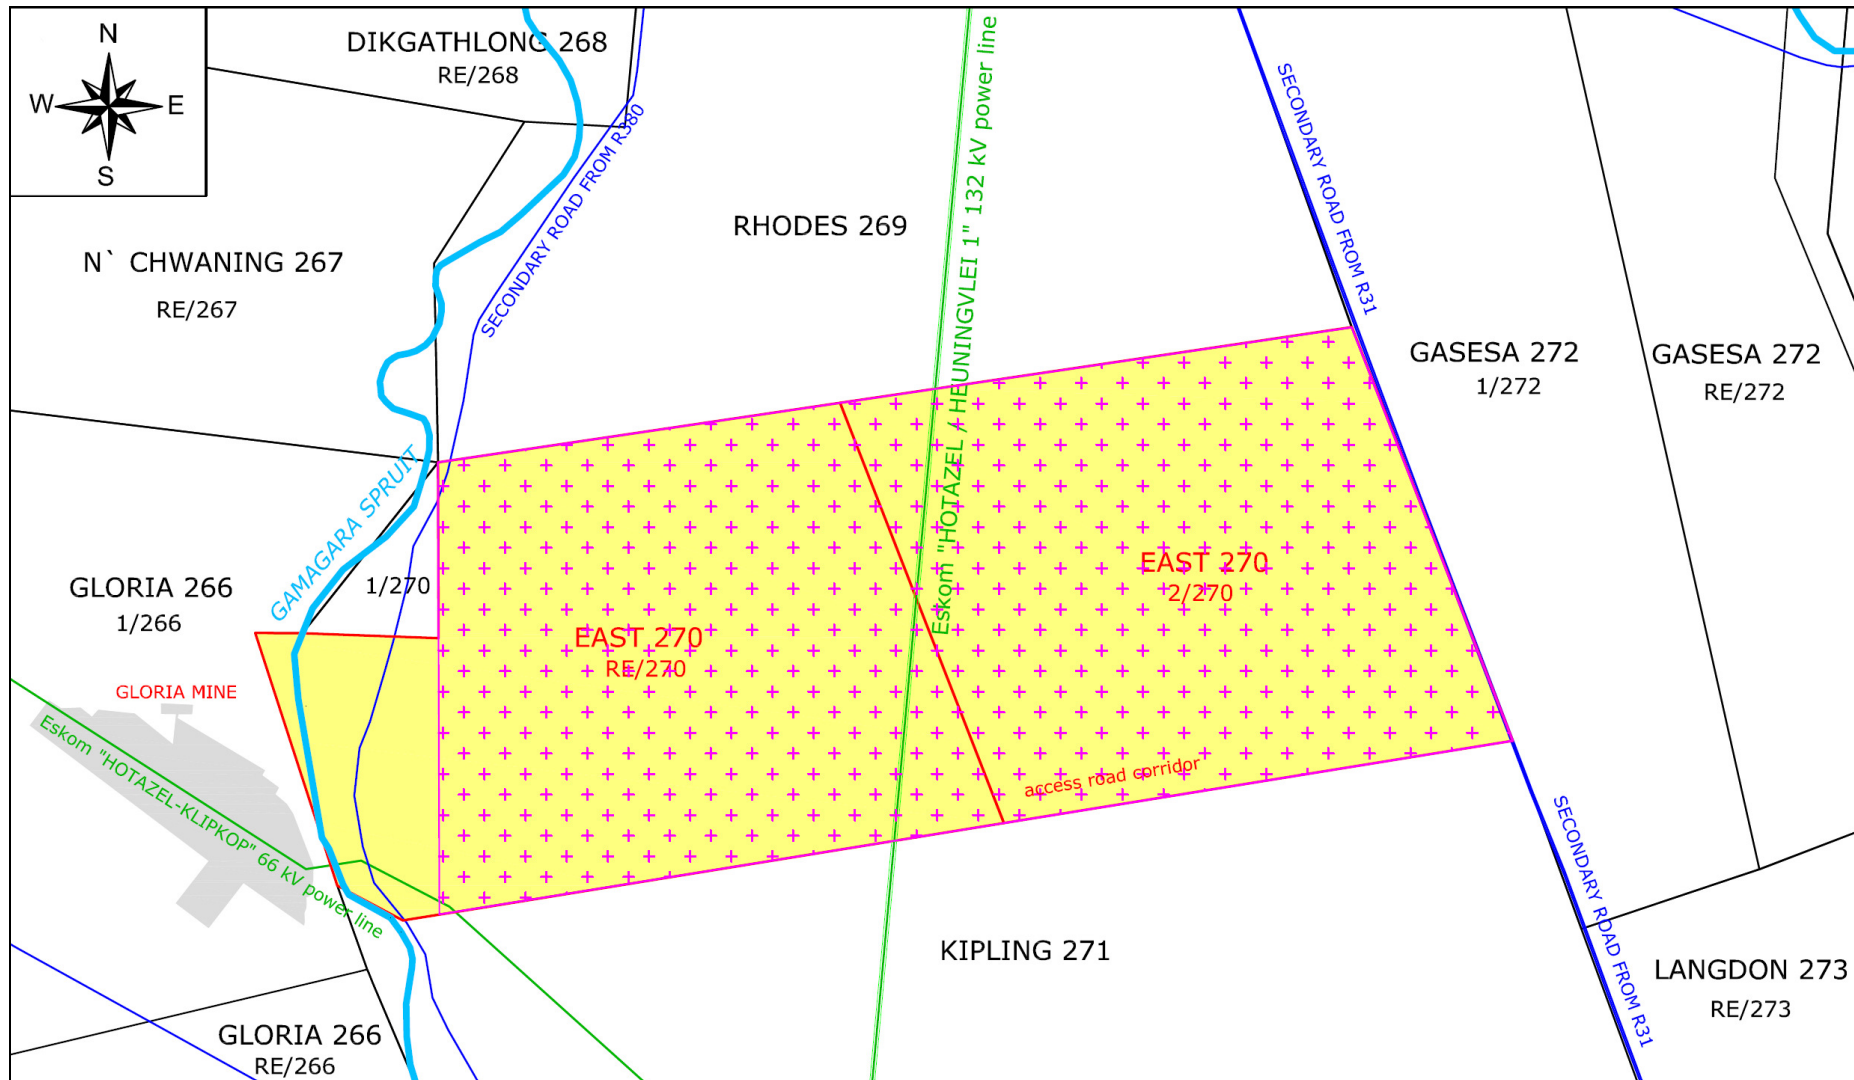 N
W
E
S
DIKGATHLONG 268
RE/268
SECONDARY ROAD FROM R380
Eskom "HOTAZEL / HEUNINGVLEI 1" 132 kV power line
SECONDARY ROAD FROM R31
RHODES 269
N` CHWANING 267
RE/267
GASESA 272
1/272
GASESA 272
RE/272
GAMAGARA SPRUIT
GLORIA 266
1/266
1/270
EAST 270
2/270
EAST 270
RE/270
GLORIA MINE
Eskom "HOTAZEL-KLIPKOP" 66 kV power line
access road corridor
SECONDARY ROAD FROM R31
KIPLING 271
LANGDON 273
RE/273
GLORIA 266
RE/266